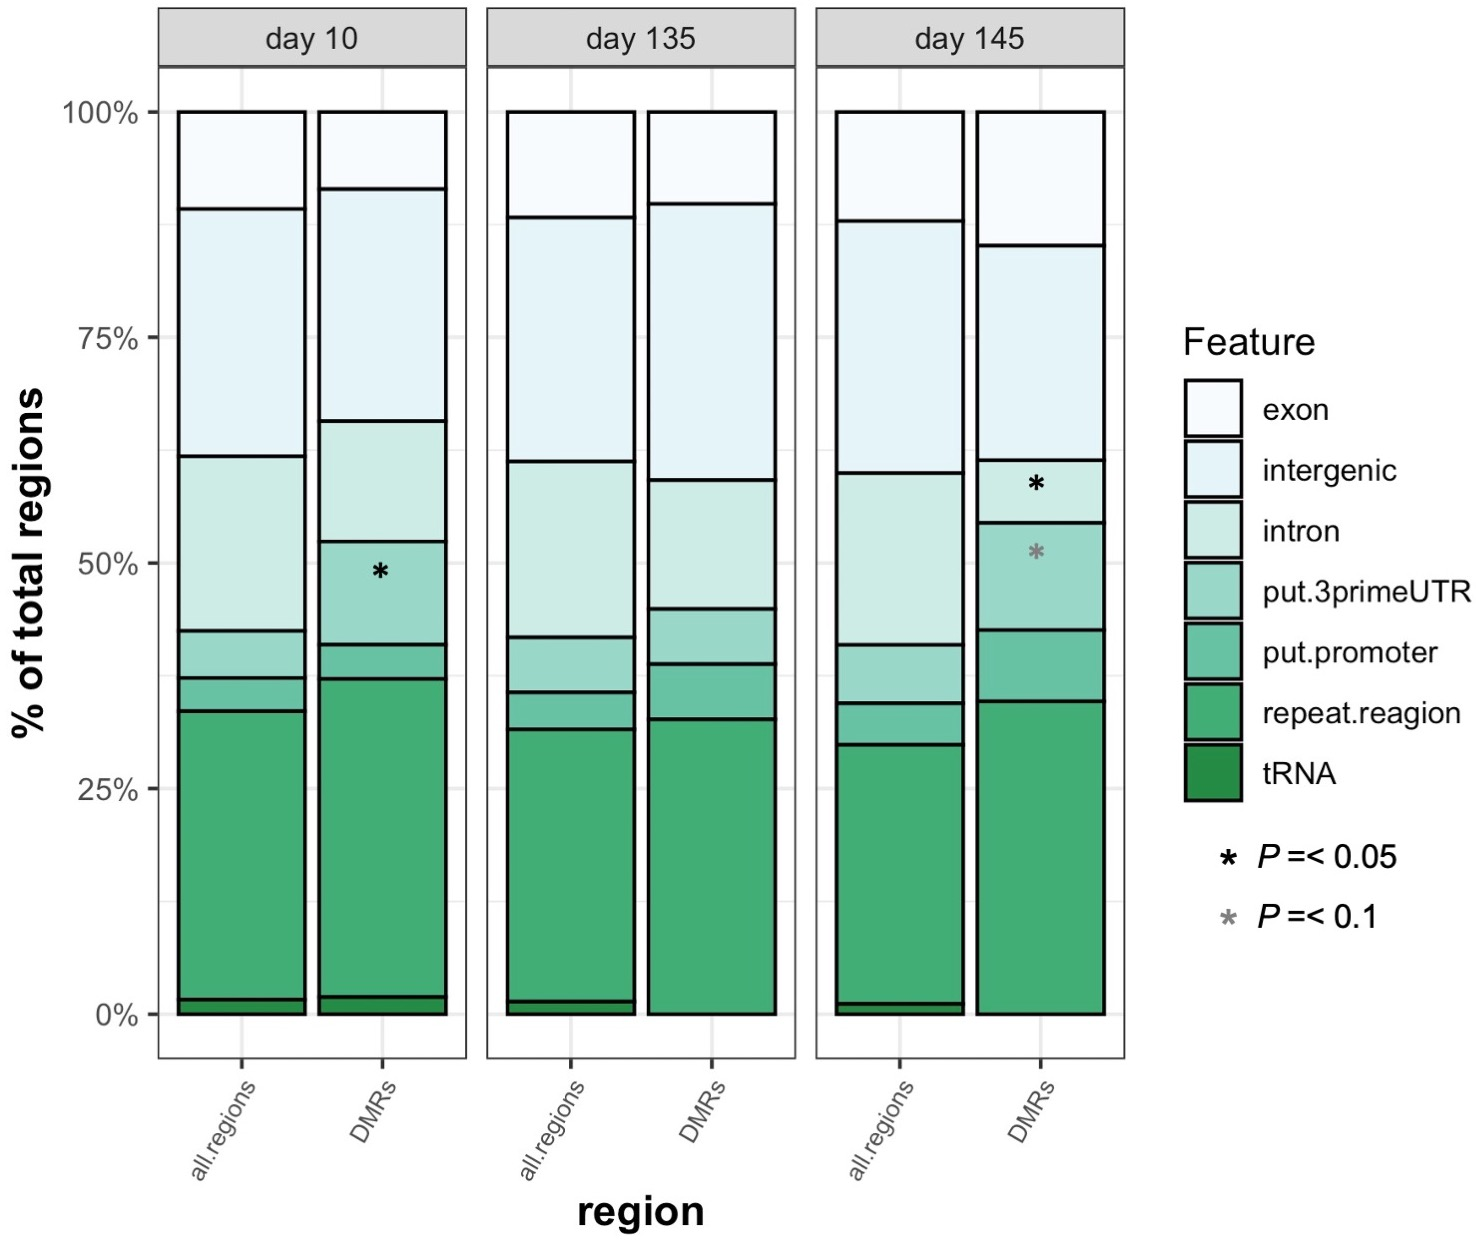 day 10
day 135
day 145
% of total regions
100%
75%
50%
25%
0%
*
*
*
all.regions
DMRs
all.regions
DMRs
all.regions
DMRs
region
Feature
exon
intergenic
intron
put.3primeUTR
put.promoter
repeat.reagion
tRNA
* P =< 0.05
* P =< 0.1